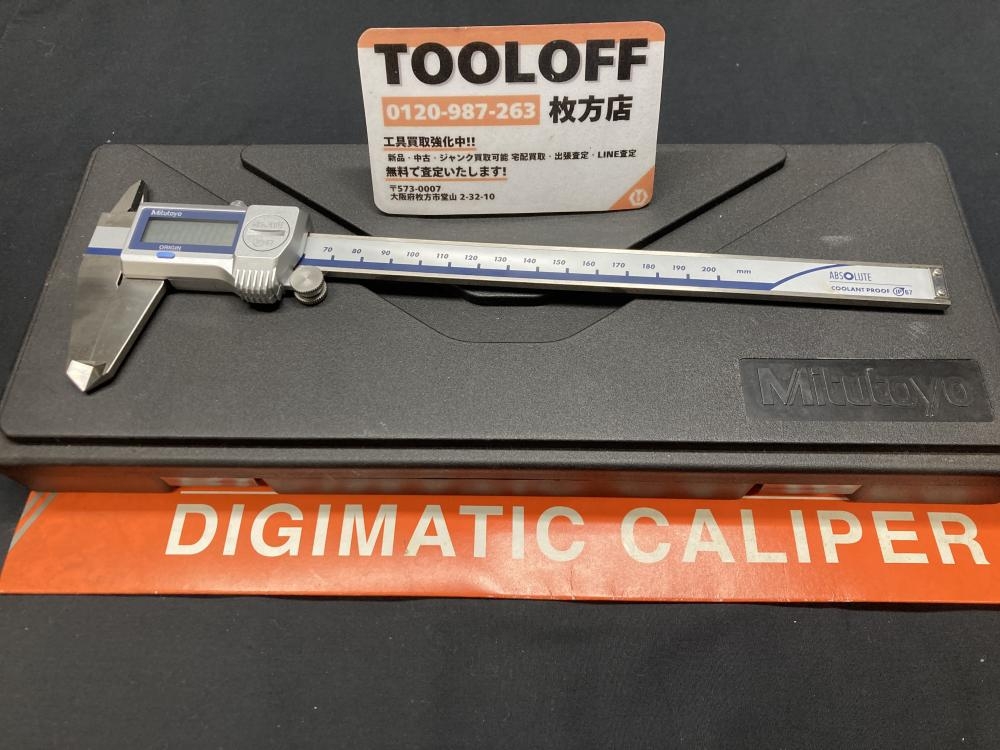 TOOLOFF
0120-987-263 枚方店
工具買取強化中!!
新品・中古・ジャンク買取可能 宅配買取・出張査定・LINE査定
無料で査定いたします!
〒573-0007
大阪府枚方市堂山 2-32-10
Mitutoyo
ORIGIN
70 80 90 100 110 120 130 140 150 160 170 180 190 200 mm
ABSOLUTE
COOLANT PROOF IP67
Mitutoyo
DIGIMATIC CALIPER